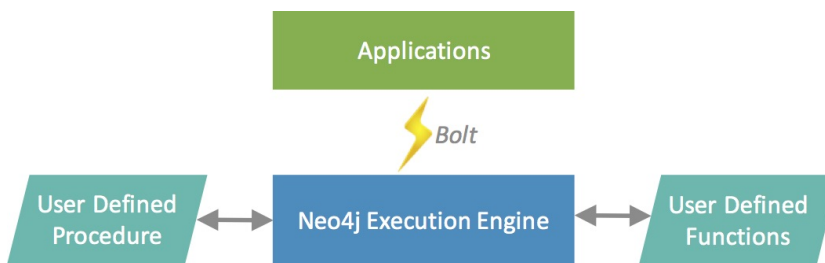 Applications
Bolt
User Defined
Procedure
Neo4j Execution Engine
User Defined
Functions